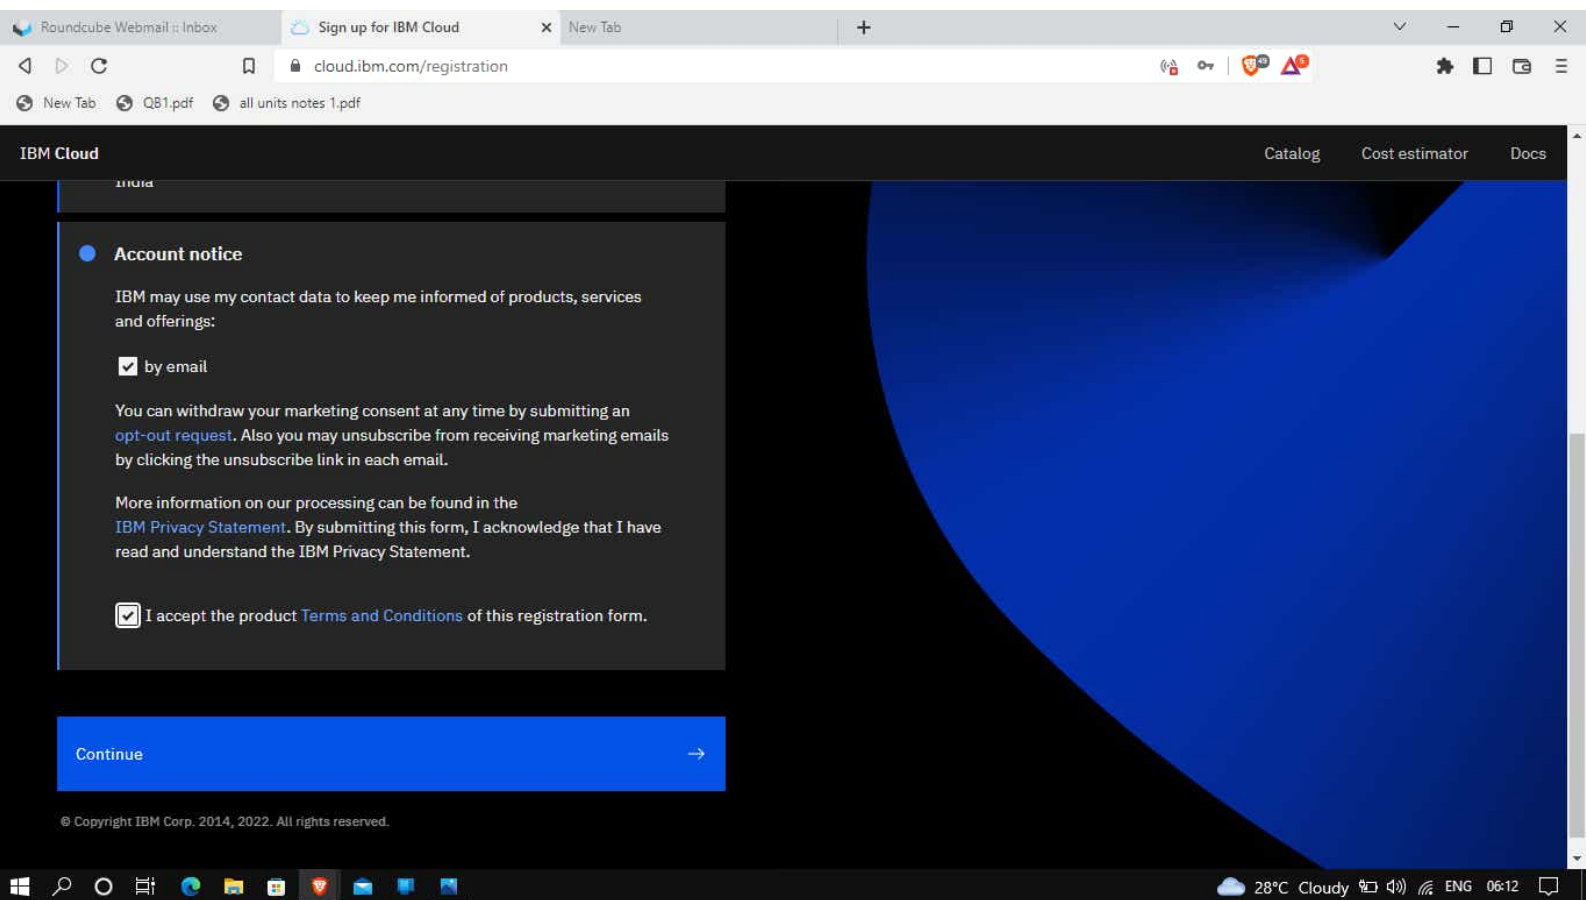 Roundcube Webmail :: Inbox
Sign up for IBM Cloud
New Tab
cloud.ibm.com/registration
49
5
New Tab
QB1.pdf
all units notes 1.pdf
IBM Cloud
Catalog
Cost estimator
Docs
India
Account notice
IBM may use my contact data to keep me informed of products, services
and offerings:
by email
You can withdraw your marketing consent at any time by submitting an
opt-out request. Also you may unsubscribe from receiving marketing emails
by clicking the unsubscribe link in each email.
More information on our processing can be found in the
IBM Privacy Statement. By submitting this form, I acknowledge that I have
read and understand the IBM Privacy Statement.
I accept the product Terms and Conditions of this registration form.
Continue
© Copyright IBM Corp. 2014, 2022. All rights reserved.
28°C Cloudy
ENG
06:12